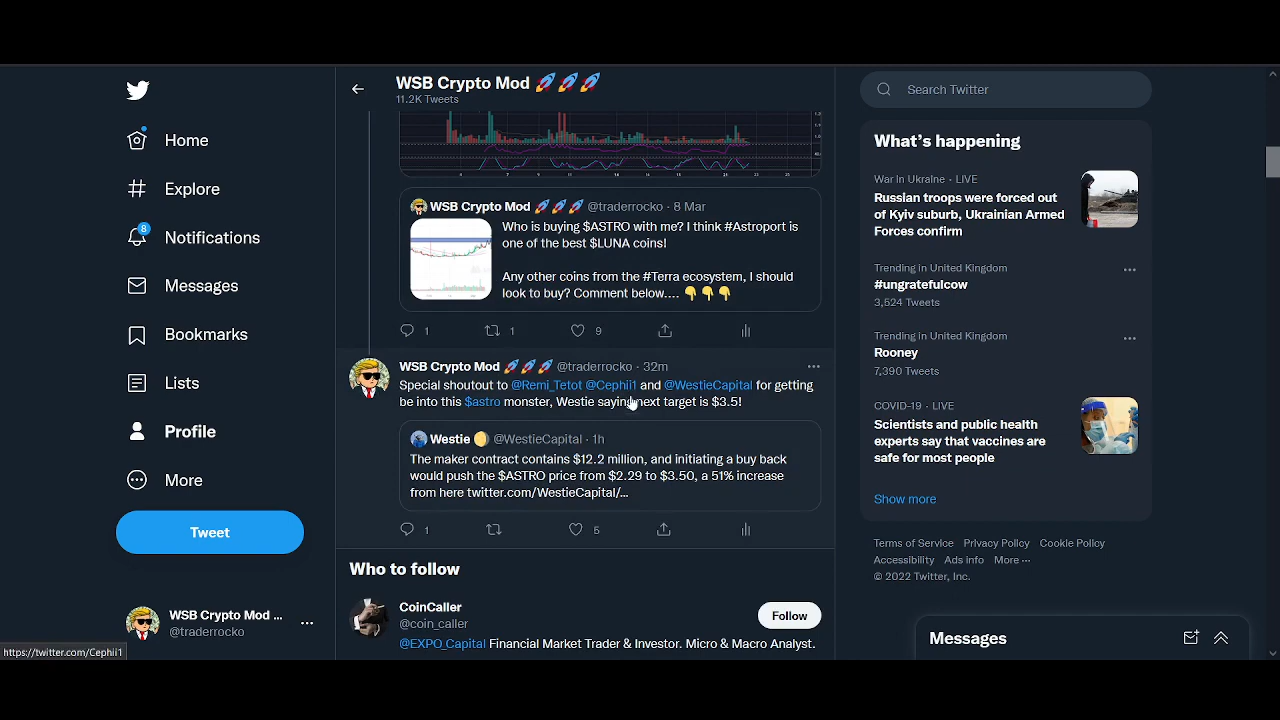 WSB Crypto Mod 🚀🚀🚀
11.2K Tweets
Home
Explore
8
Notifications
Messages
Bookmarks
Lists
Profile
More
Tweet
WSB Crypto Mod ...
@traderrocko
https://twitter.com/Cephii1
WSB Crypto Mod 🚀🚀🚀 @traderrocko · 8 Mar
Who is buying $ASTRO with me? I think #Astroport is
one of the best $LUNA coins!
Any other coins from the #Terra ecosystem, I should
look to buy? Comment below.... 👇👇👇
1 1 9
WSB Crypto Mod 🚀🚀🚀 @traderrocko · 32m
Special shoutout to @Remi_Tetot @Cephii1 and @WestieCapital for getting
be into this $astro monster, Westie saying next target is $3.5!
Westie 🌖 @WestieCapital · 1h
The maker contract contains $12.2 million, and initiating a buy back
would push the $ASTRO price from $2.29 to $3.50, a 51% increase
from here twitter.com/WestieCapital/...
1 5
Who to follow
CoinCaller
@coin_caller
Follow
@EXPO_Capital Financial Market Trader & Investor. Micro & Macro Analyst.
Search Twitter
What's happening
War in Ukraine · LIVE
Russian troops were forced out
of Kyiv suburb, Ukrainian Armed
Forces confirm
Trending in United Kingdom
#ungratefulcow
3,524 Tweets
Trending in United Kingdom
Rooney
7,390 Tweets
COVID-19 · LIVE
Scientists and public health
experts say that vaccines are
safe for most people
Show more
Terms of Service Privacy Policy Cookie Policy
Accessibility Ads info More ...
© 2022 Twitter, Inc.
Messages